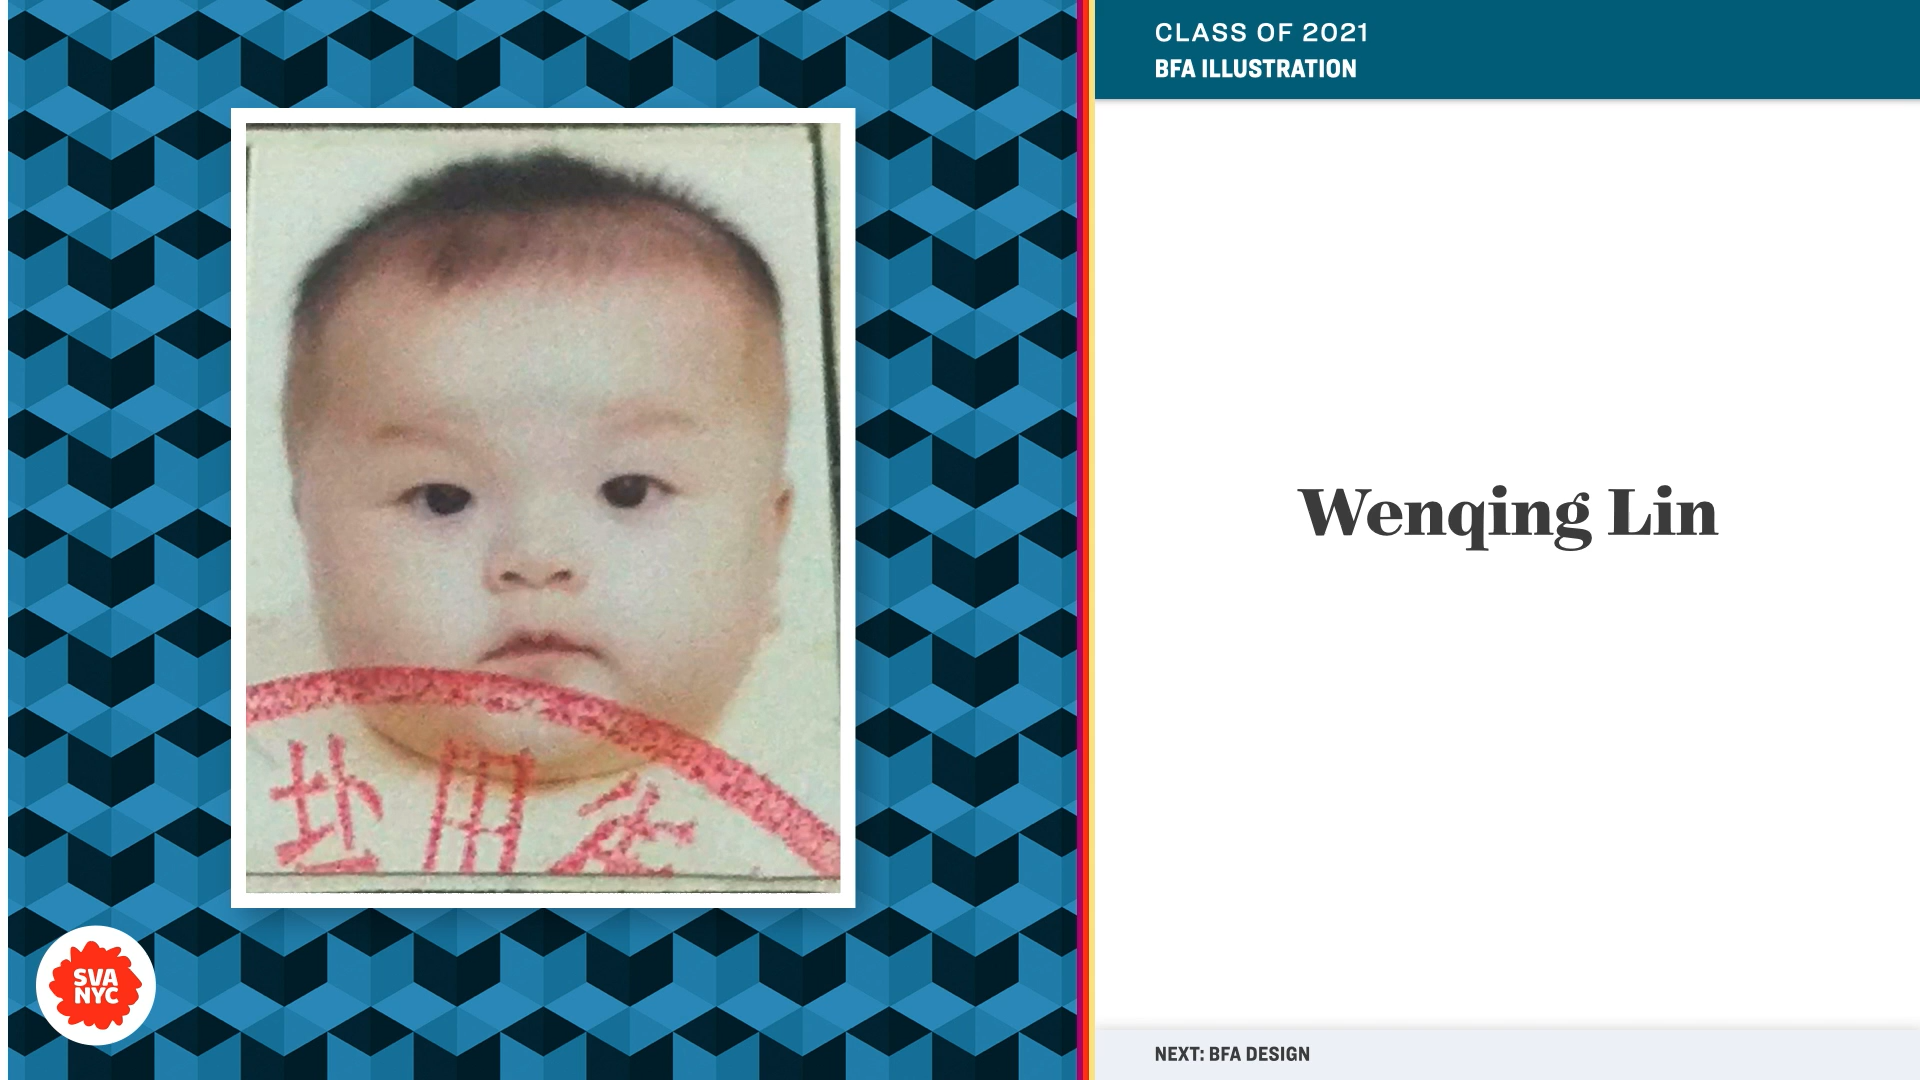 CLASS OF 2021
BFA ILLUSTRATION
Wenqing Lin
SVA
NYC
NEXT: BFA DESIGN